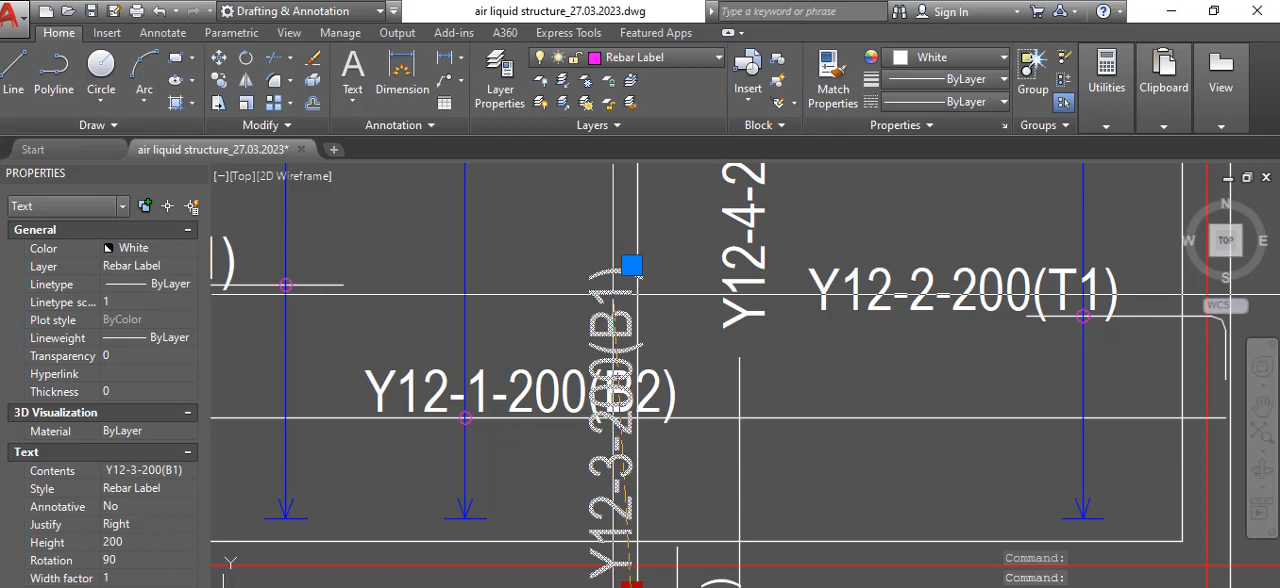 Drafting & Annotation
air liquid structure_27.03.2023.dwg
Type a keyword or phrase
Sign In
Home Insert Annotate Parametric View Manage Output Add-ins A360 Express Tools Featured Apps
Line Polyline Circle Arc
Text Dimension
Layer Properties
Rebar Label
Insert
Match Properties
White
ByLayer
ByLayer
Group
Utilities
Clipboard
View
Draw Modify Annotation Layers Block Properties Groups
Start air liquid structure_27.03.2023*
PROPERTIES
Text
General
Color White
Layer Rebar Label
Linetype ByLayer
Linetype sc... 1
Plot style ByColor
Lineweight ByLayer
Transparency 0
Hyperlink
Thickness 0
3D Visualization
Material ByLayer
Text
Contents Y12-3-200(B1)
Style Rebar Label
Annotative No
Justify Right
Height 200
Rotation 90
Width factor 1
[−][Top][2D Wireframe]
Y12-4-2
Y12-2-200(T1)
Y12-1-200(B2)
Y12-3-200(B1)
N
W TOP E
S
WCS
Y
Command:
Command: